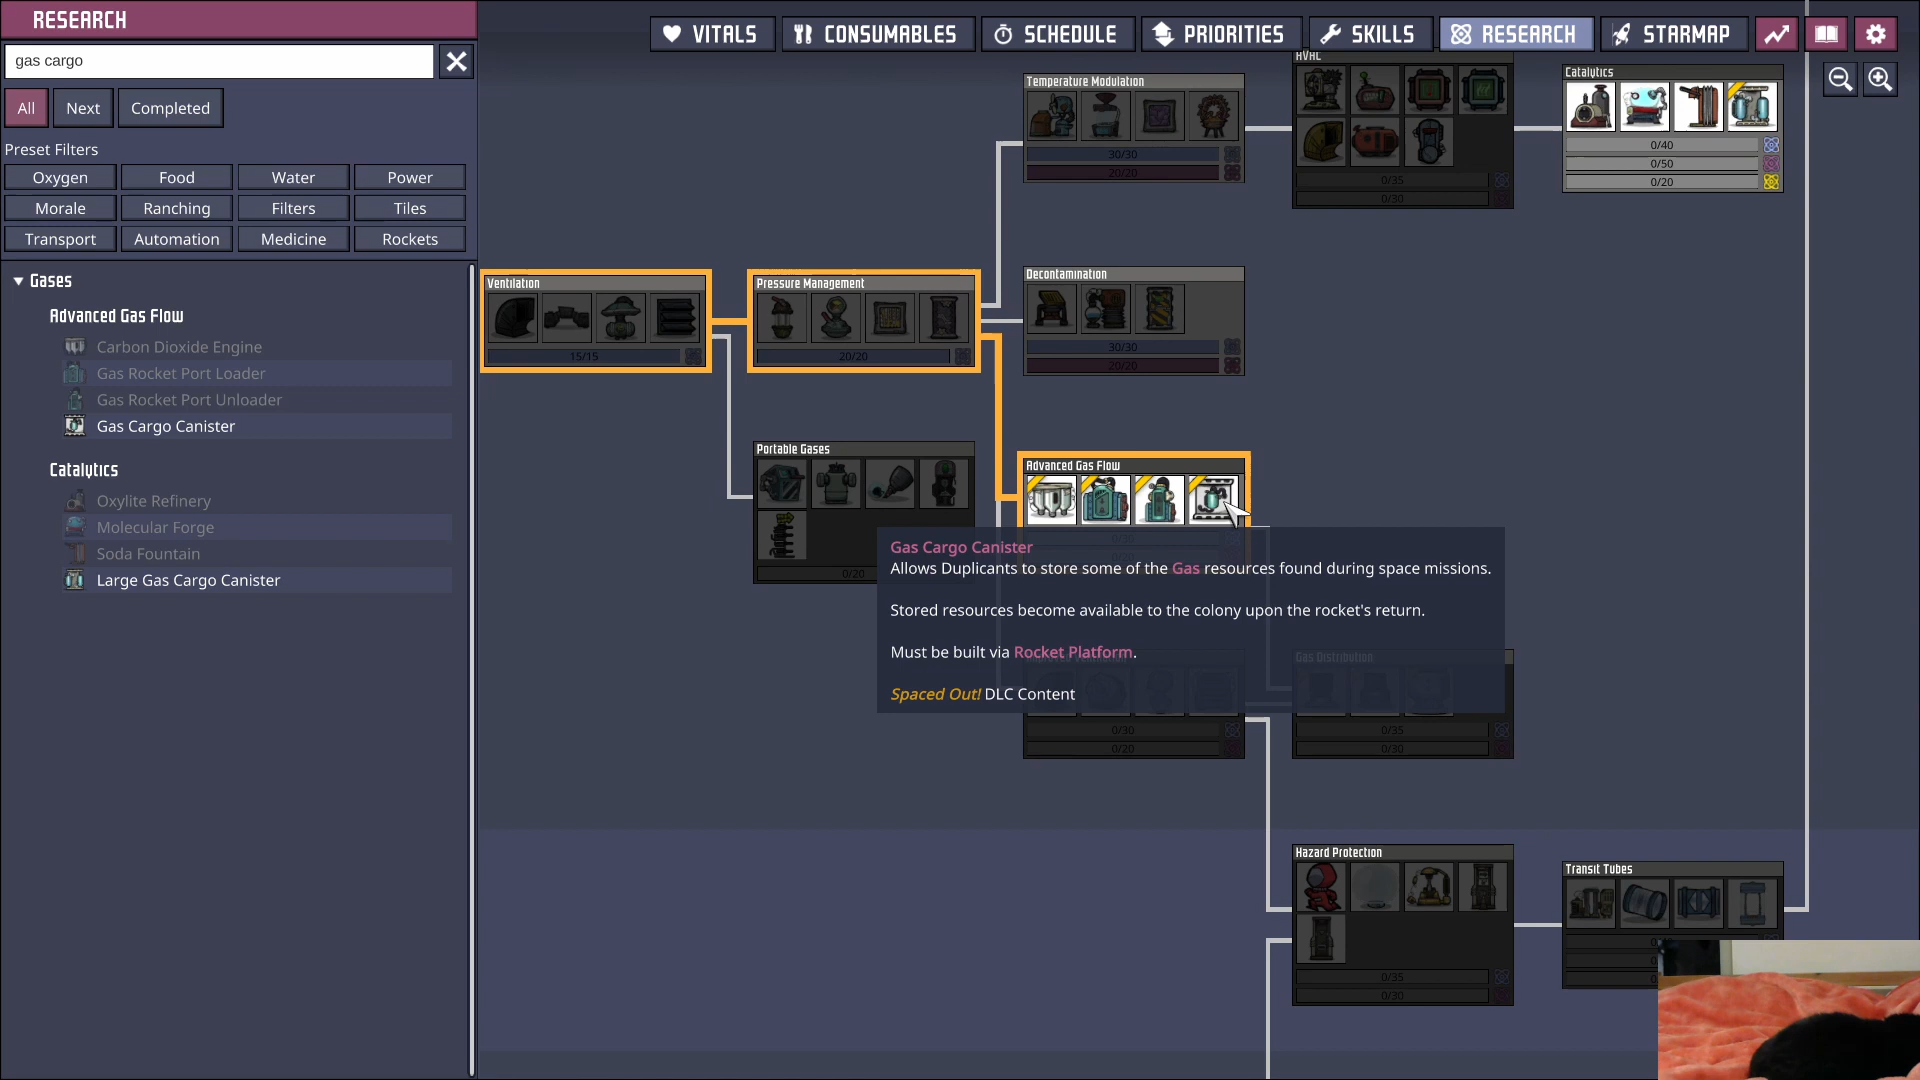 RESEARCH
VITALS
CONSUMABLES
SCHEDULE
PRIORITIES
SKILLS
RESEARCH
STARMAP
gas cargo
All
Next
Completed
Preset Filters
Oxygen
Food
Water
Power
Morale
Ranching
Filters
Tiles
Transport
Automation
Medicine
Rockets
Gases
Advanced Gas Flow
Carbon Dioxide Engine
Gas Rocket Port Loader
Gas Rocket Port Unloader
Gas Cargo Canister
Catalytics
Oxylite Refinery
Molecular Forge
Soda Fountain
Large Gas Cargo Canister
Temperature Modulation
30/30
20/20
HVAC
0/35
0/30
Catalytics
0/40
0/50
0/20
Ventilation
15/15
Pressure Management
20/20
Decontamination
30/30
20/20
Portable Gases
0/20
Advanced Gas Flow
Gas Cargo Canister
Allows Duplicants to store some of the Gas resources found during space missions.
Stored resources become available to the colony upon the rocket's return.
Must be built via Rocket Platform.
Spaced Out! DLC Content
0/30
0/20
Gas Distribution
0/35
0/30
Hazard Protection
0/35
0/30
Transit Tubes